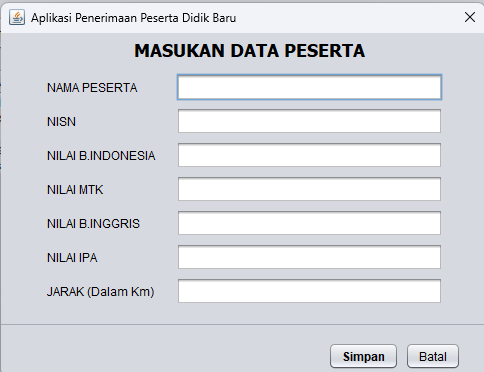 Aplikasi Penerimaan Peserta Didik Baru
MASUKAN DATA PESERTA
NAMA PESERTA
NISN
NILAI B.INDONESIA
NILAI MTK
NILAI B.INGGRIS
NILAI IPA
JARAK (Dalam Km)
Simpan Batal